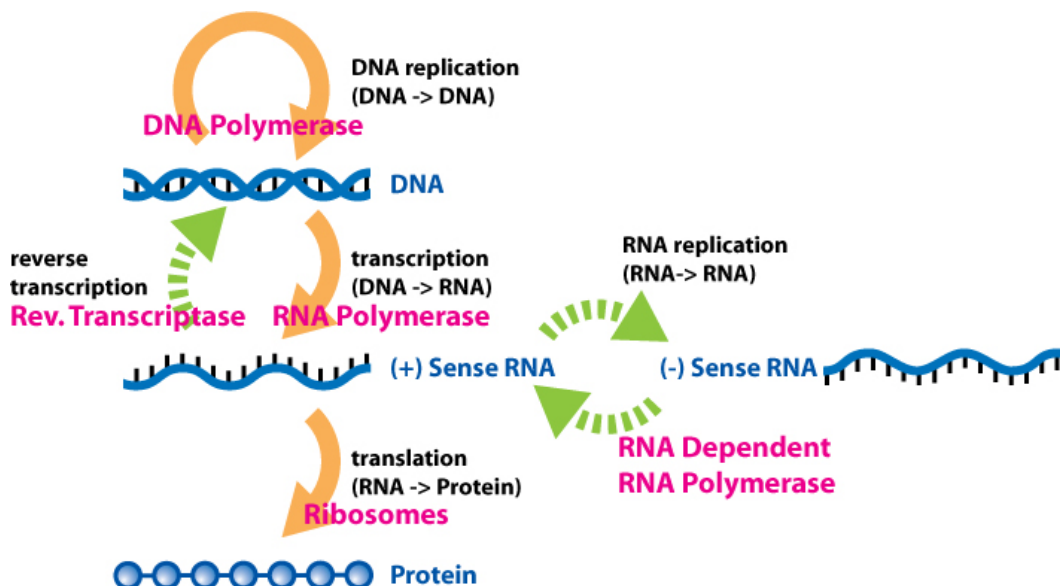 DNA replication
(DNA -> DNA)
DNA Polymerase
DNA
reverse
transcription
Rev. Transcriptase
transcription
(DNA -> RNA)
RNA Polymerase
RNA replication
(RNA-> RNA)
(+) Sense RNA
(-) Sense RNA
RNA Dependent
RNA Polymerase
translation
(RNA -> Protein)
Ribosomes
Protein